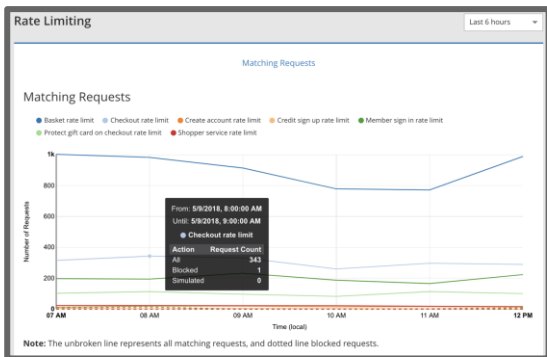 Rate Limiting
Last 6 hours
Matching Requests
Matching Requests
Basket rate limit Checkout rate limit Create account rate limit Credit sign up rate limit Member sign in rate limit
Protect gift card on checkout rate limit Shopper service rate limit
Number of Requests
1k
800
600
400
200
0
From: 5/9/2018, 8:00:00 AM
Until: 5/9/2018, 9:00:00 AM
Checkout rate limit
Action Request Count
All 343
Blocked 1
Simulated 0
07 AM 08 AM 09 AM 10 AM 11 AM 12 PM
Time (local)
Note: The unbroken line represents all matching requests, and dotted line blocked requests.